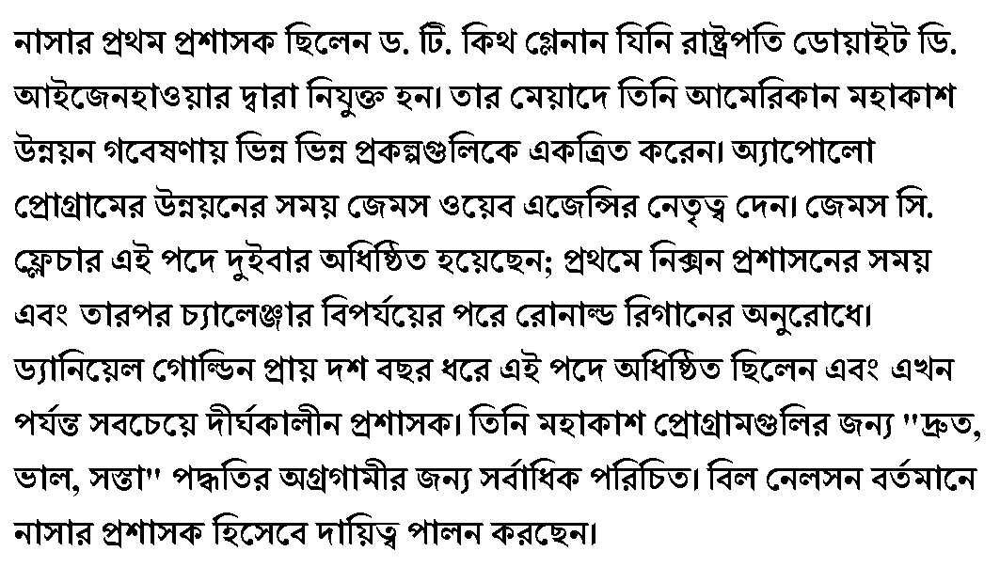 নাসার প্রথম প্রশাসক ছিলেন ড. টি. কিথ গ্লেনান যিনি রাষ্ট্রপতি ডোয়াইট ডি.
আইজেনহাওয়ার দ্বারা নিযুক্ত হন। তার মেয়াদে তিনি আমেরিকান মহাকাশ
উন্নয়ন গবেষণায় ভিন্ন ভিন্ন প্রকল্পগুলিকে একত্রিত করেন। অ্যাপোলো
প্রোগ্রামের উন্নয়নের সময় জেমস ওয়েব এজেন্সির নেতৃত্ব দেন। জেমস সি.
ফ্লেচার এই পদে দুইবার অধিষ্ঠিত হয়েছেন; প্রথমে নিক্সন প্রশাসনের সময়
এবং তারপর চ্যালেঞ্জার বিপর্যয়ের পরে রোনাল্ড রিগানের অনুরোধে।
ড্যানিয়েল গোল্ডিন প্রায় দশ বছর ধরে এই পদে অধিষ্ঠিত ছিলেন এবং এখন
পর্যন্ত সবচেয়ে দীর্ঘকালীন প্রশাসক। তিনি মহাকাশ প্রোগ্রামগুলির জন্য "দ্রুত,
ভাল, সস্তা" পদ্ধতির অগ্রগামীর জন্য সর্বাধিক পরিচিত। বিল নেলসন বর্তমানে
নাসার প্রশাসক হিসেবে দায়িত্ব পালন করছেন।